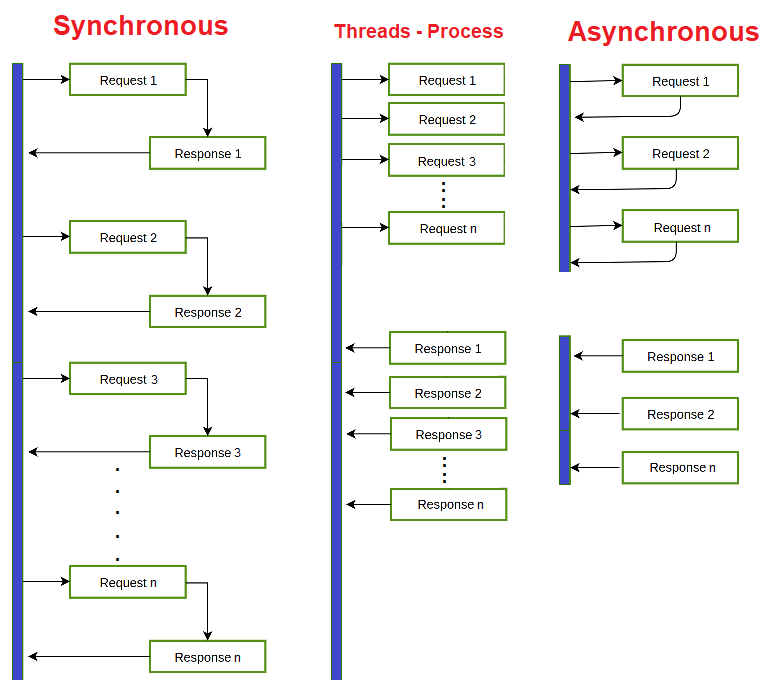 Synchronous
Request 1
Response 1
Request 2
Response 2
Request 3
Response 3
Request n
Response n
Threads - Process
Request 1
Request 2
Request 3
Request n
Response 1
Response 2
Response 3
Response n
Asynchronous
Request 1
Request 2
Request n
Response 1
Response 2
Response n